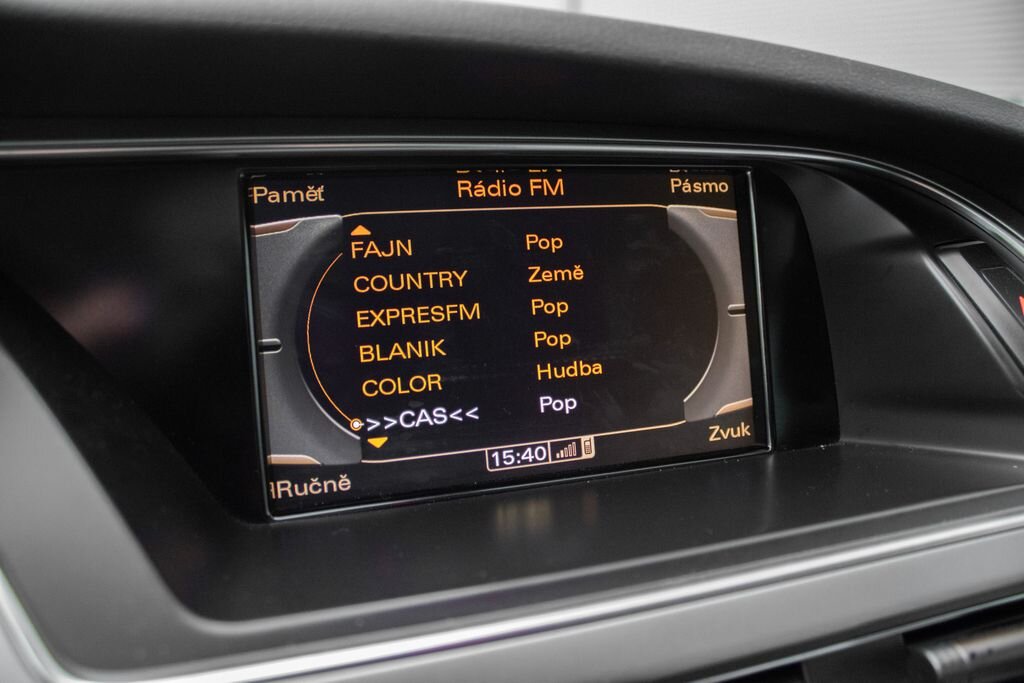 Paměť Rádio FM Pásmo
FAJN Pop
COUNTRY Země
EXPRESFM Pop
BLANIK Pop
COLOR Hudba
>>CAS<< Pop
Ručně 15:40 Zvuk